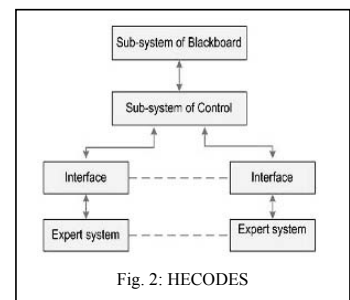 Sub-system of Blackboard
Sub-system of Control
Interface
Interface
Expert system
Expert system
Fig. 2: HECODES